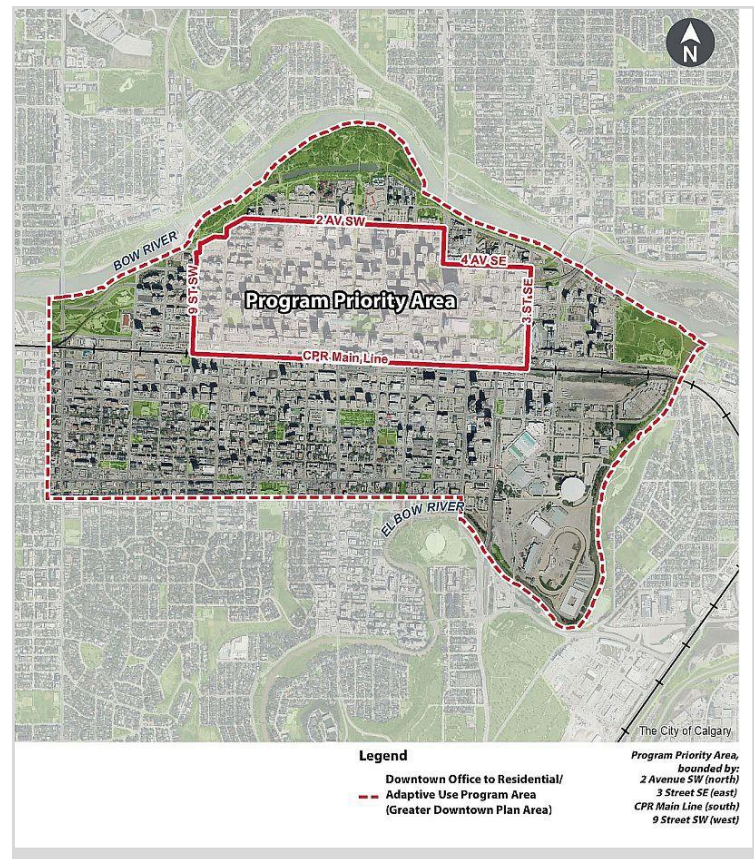 N
2 AV SW
BOW RIVER
4 AV SE
9 ST SW
Program Priority Area
3 ST SE
CPR Main Line
ELBOW RIVER
The City of Calgary
Legend
Downtown Office to Residential/
Adaptive Use Program Area
(Greater Downtown Plan Area)
Program Priority Area,
bounded by:
2 Avenue SW (north)
3 Street SE (east)
CPR Main Line (south)
9 Street SW (west)